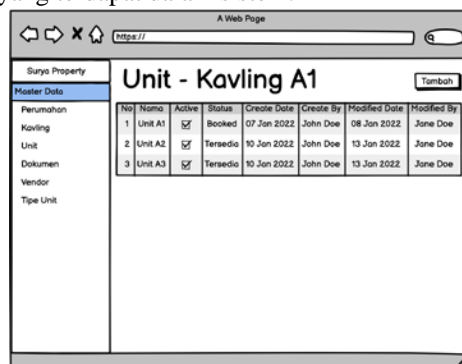 A Web Page
https://
Surya Property
Master Data
Perumahan
Kavling
Unit
Dokumen
Vendor
Tipe Unit
Unit - Kavling A1
Tambah
No Nama Active Status Create Date Create By Modified Date Modified By
1 Unit A1 Booked 07 Jan 2022 John Doe 08 Jan 2022 Jane Doe
2 Unit A2 Tersedia 10 Jan 2022 John Doe 13 Jan 2022 Jane Doe
3 Unit A3 Tersedia 10 Jan 2022 John Doe 13 Jan 2022 Jane Doe